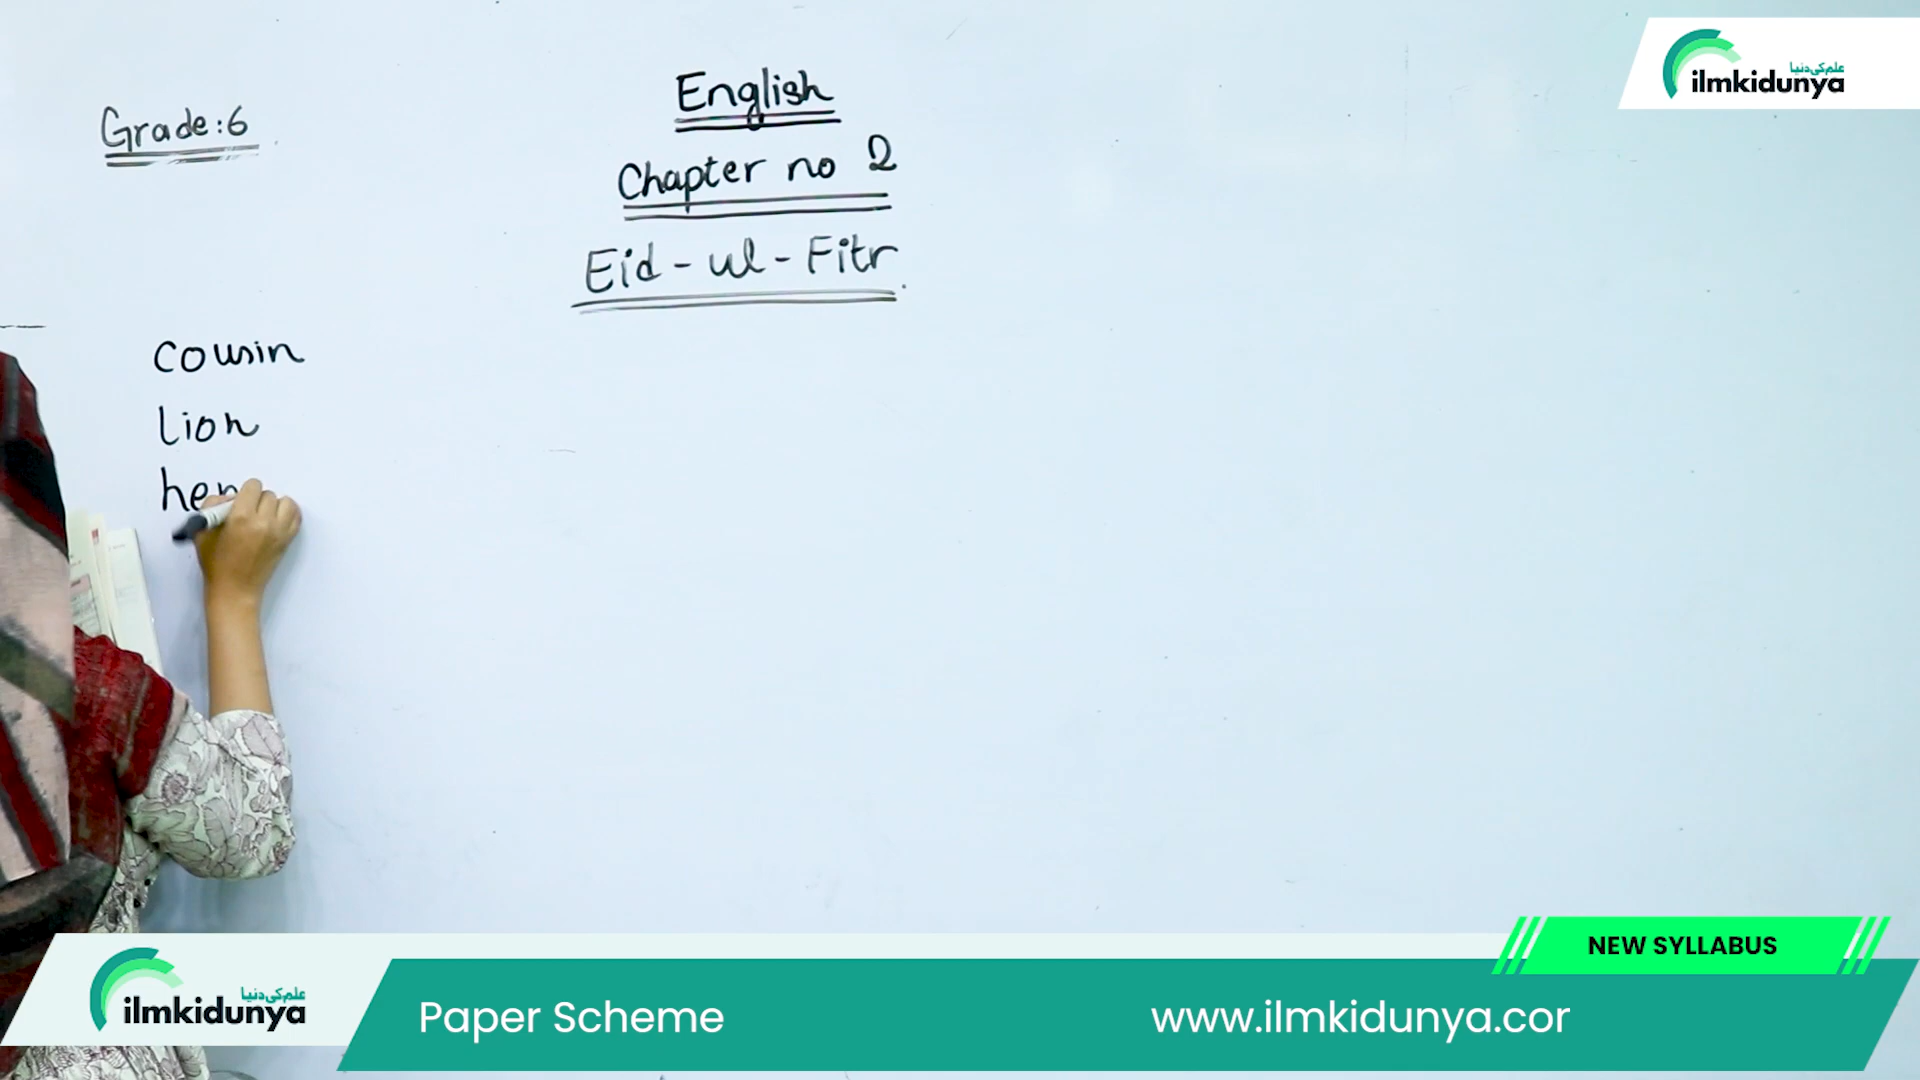 علم کی دنیا
ilmkidunya
English
Grade:6
Chapter no 2
Eid-ul-Fitr
cousin
lion
hen
NEW SYLLABUS
علم کی دنیا
ilmkidunya
Paper Scheme
www.ilmkidunya.cor